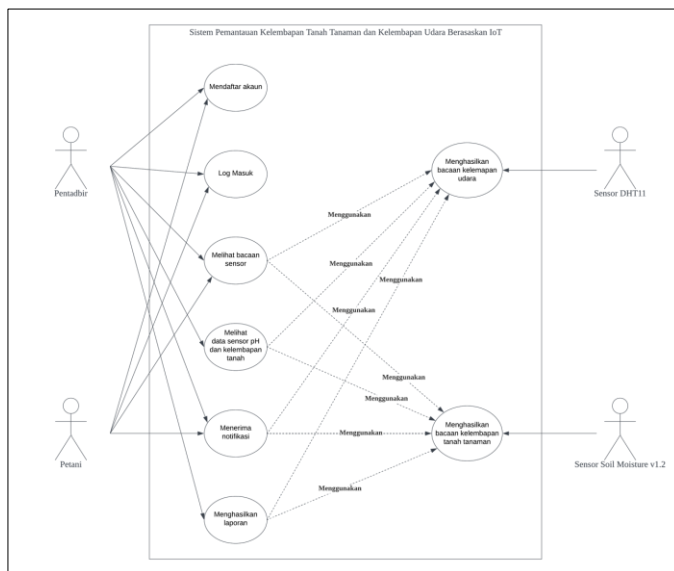 Sistem Pemantauan Kelembapan Tanah Tanaman dan Kelembapan Udara Berasaskan IoT
Mendaftar akaun
Pentadbir
Log Masuk
Menghasilkan
bacaan kelemapan
udara
Sensor DHT11
Menggunakan
Melihat bacaan
sensor
Menggunakan
Menggunakan
Menggunakan
Melihat
data sensor pH
dan kelembapan
tanah
Menggunakan
Menggunakan
Petani
Menerima
notifikasi
Menggunakan
Menghasilkan
bacaan kelembapan
tanah tanaman
Sensor Soil Moisture v1.2
Menggunakan
Menghasilkan
laporan